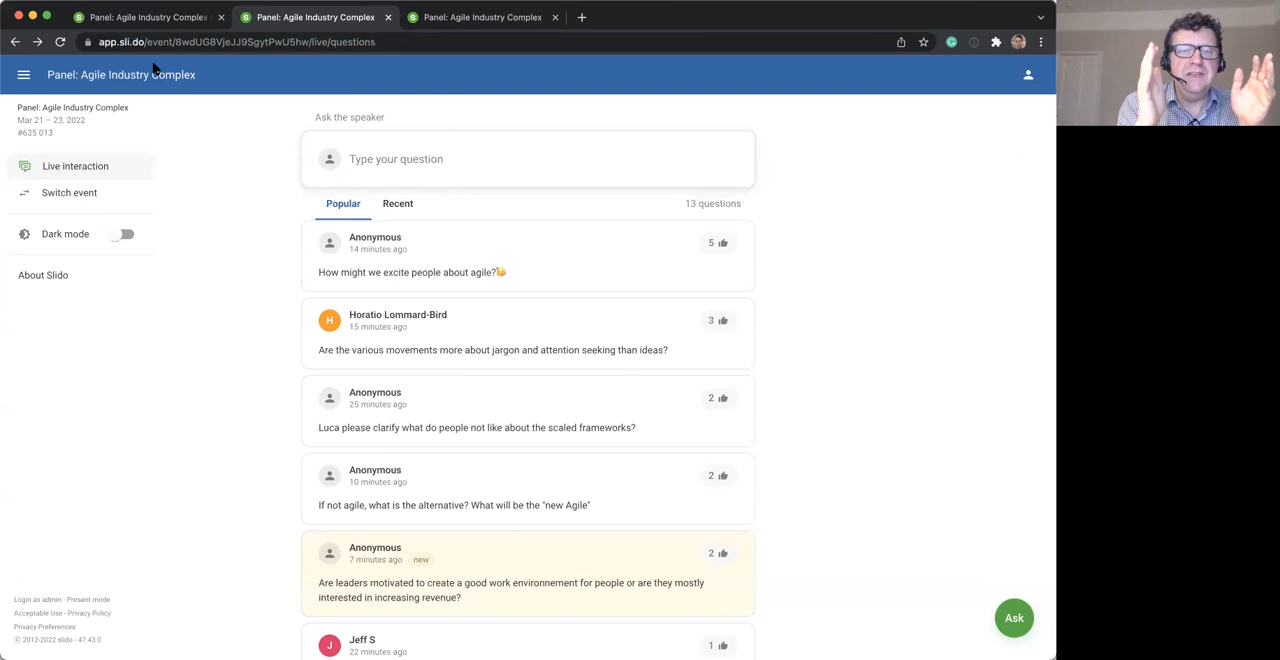 Panel: Agile Industry Complex
Panel: Agile Industry Complex
Panel: Agile Industry Complex
app.sli.do/event/8wdUG8VjeJJ9SgytPwU5hw/live/questions
Panel: Agile Industry Complex
Panel: Agile Industry Complex
Mar 21 – 23, 2022
#635 013
Live interaction
Switch event
Dark mode
About Slido
Login as admin · Present mode
Acceptable Use - Privacy Policy
Privacy Preferences
© 2012-2022 slido - 47.43.0
Ask the speaker
Type your question
Popular Recent 13 questions
Anonymous
14 minutes ago
5
How might we excite people about agile?
H
Horatio Lommard-Bird
15 minutes ago
3
Are the various movements more about jargon and attention seeking than ideas?
Anonymous
25 minutes ago
2
Luca please clarify what do people not like about the scaled frameworks?
Anonymous
10 minutes ago
2
If not agile, what is the alternative? What will be the "new Agile"
Anonymous
7 minutes ago new
2
Are leaders motivated to create a good work environnement for people or are they mostly
interested in increasing revenue?
J
Jeff S
22 minutes ago
1
Ask